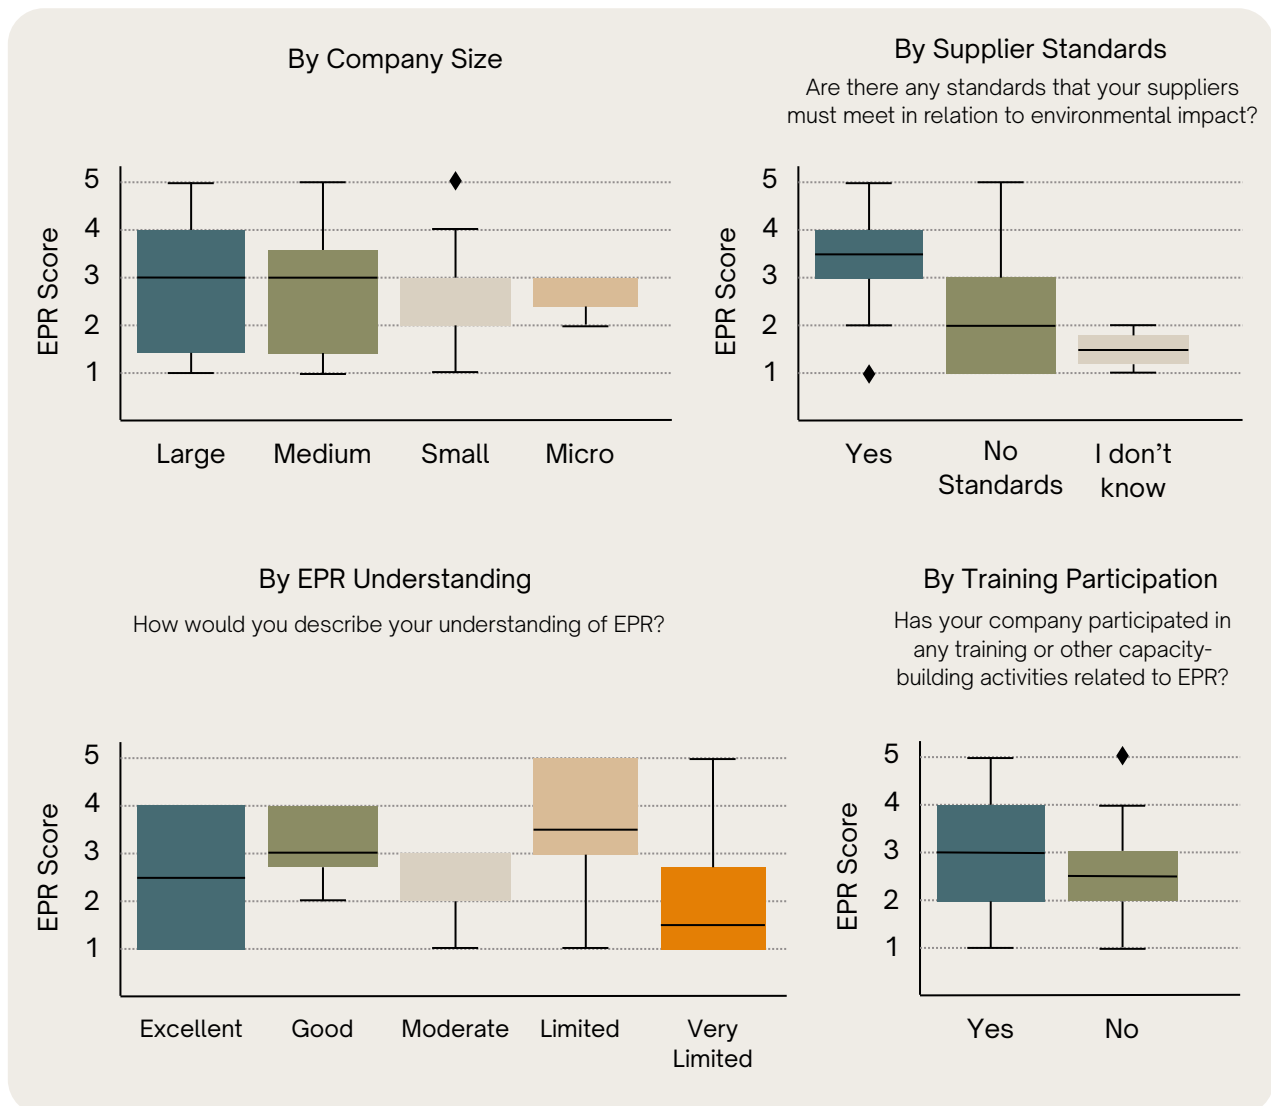 By Company Size
EPR Score
5
4
3
2
1
Large
Medium
Small
Micro
By Supplier Standards
Are there any standards that your suppliers
must meet in relation to environmental impact?
EPR Score
5
4
3
2
1
Yes
No
Standards
I don’t
know
By EPR Understanding
How would you describe your understanding of EPR?
EPR Score
5
4
3
2
1
Excellent
Good
Moderate
Limited
Very
Limited
By Training Participation
Has your company participated in
any training or other capacity-
building activities related to EPR?
EPR Score
5
4
3
2
1
Yes
No